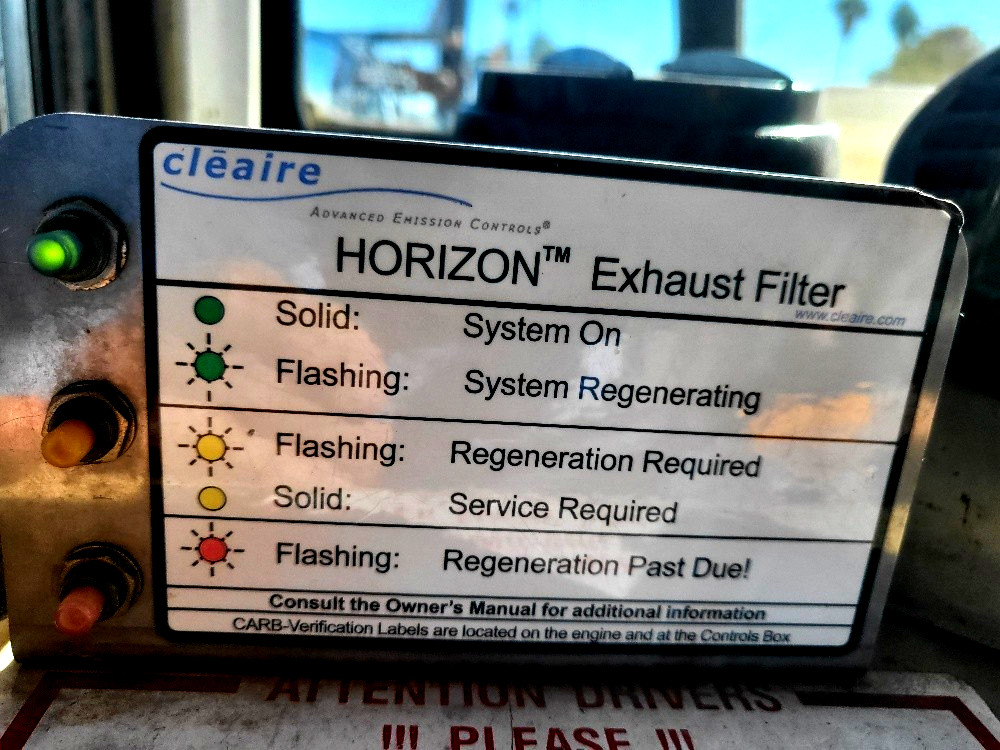 clēaire
ADVANCED EMISSION CONTROLS®
HORIZON™ Exhaust Filter
www.cleaire.com
Solid: System On
Flashing: System Regenerating
Flashing: Regeneration Required
Solid: Service Required
Flashing: Regeneration Past Due!
Consult the Owner's Manual for additional information
CARB-Verification Labels are located on the engine and at the Controls Box
ATTENTION DRIVERS
!!! PLEASE !!!